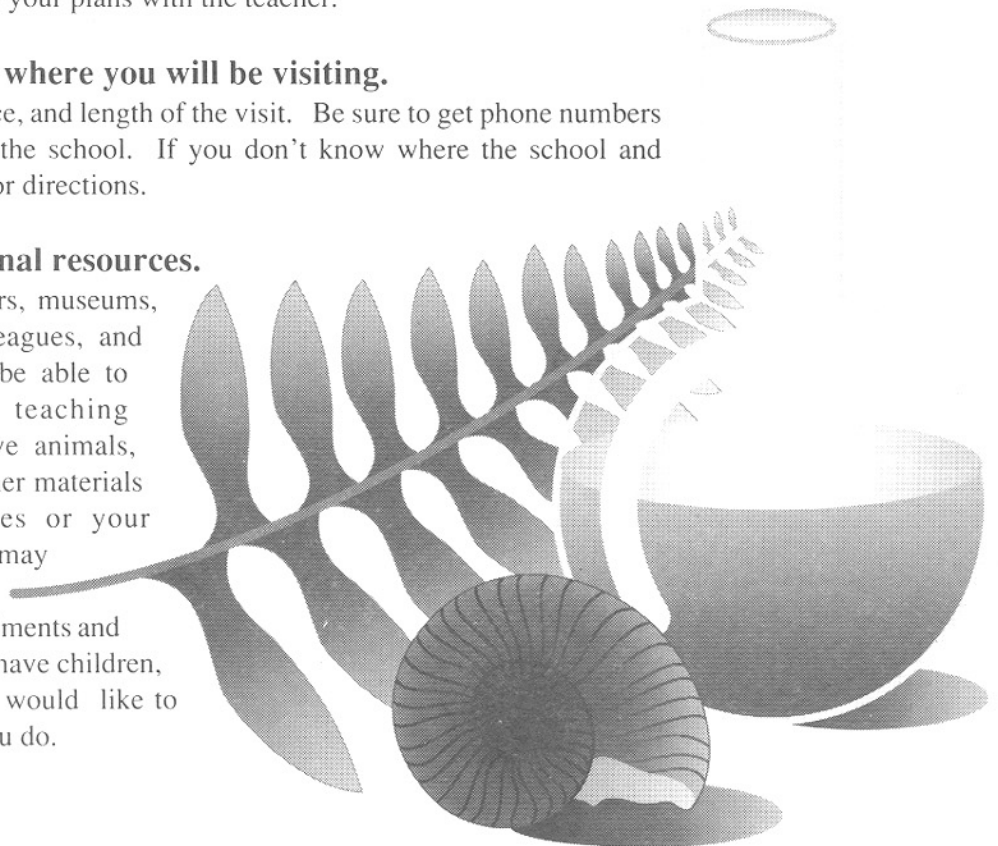 your plans with the teacher.
where you will be visiting.
ce, and length of the visit. Be sure to get phone numbers
the school. If you don't know where the school and
or directions.
nal resources.
rs, museums,
eagues, and
be able to
teaching
ve animals,
er materials
es or your
may
ments and
have children,
would like to
u do.